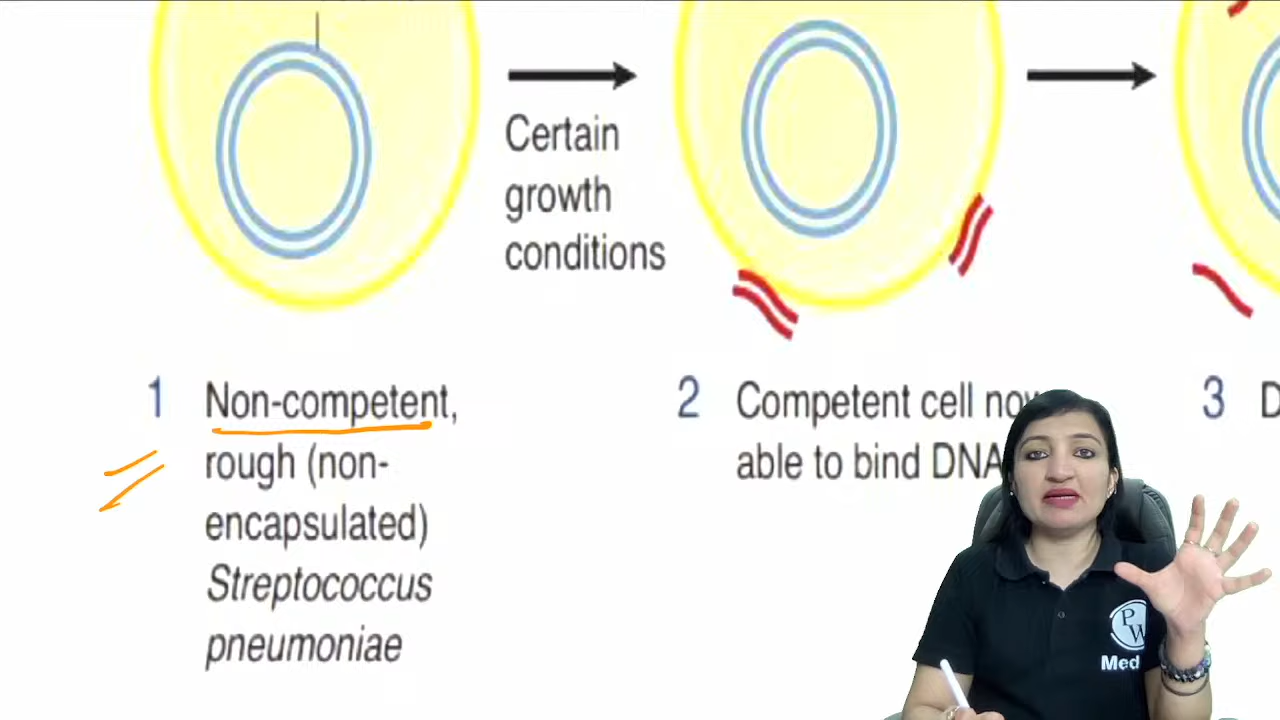 Certain
growth
conditions
1 Non-competent,
rough (non-
encapsulated)
Streptococcus
pneumoniae
2 Competent cell
able to bind DNA
3 D
PW
Med